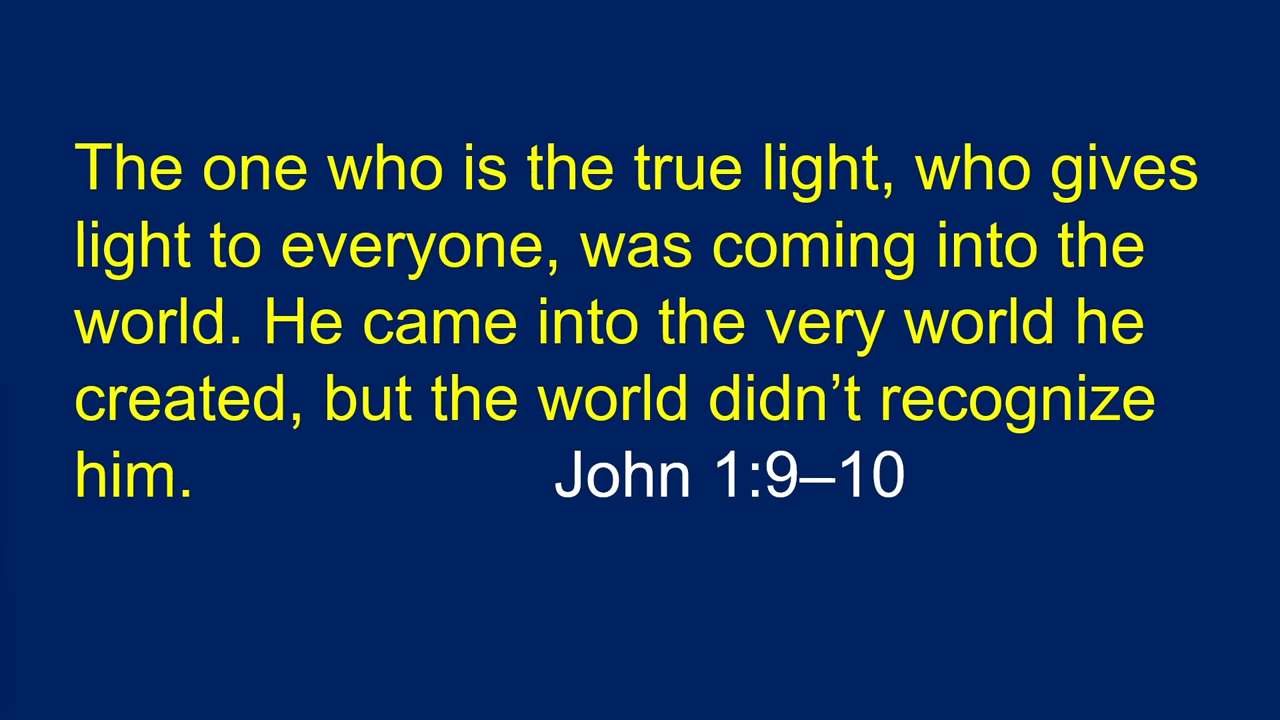 The one who is the true light, who gives
light to everyone, was coming into the
world. He came into the very world he
created, but the world didn’t recognize
him. John 1:9–10